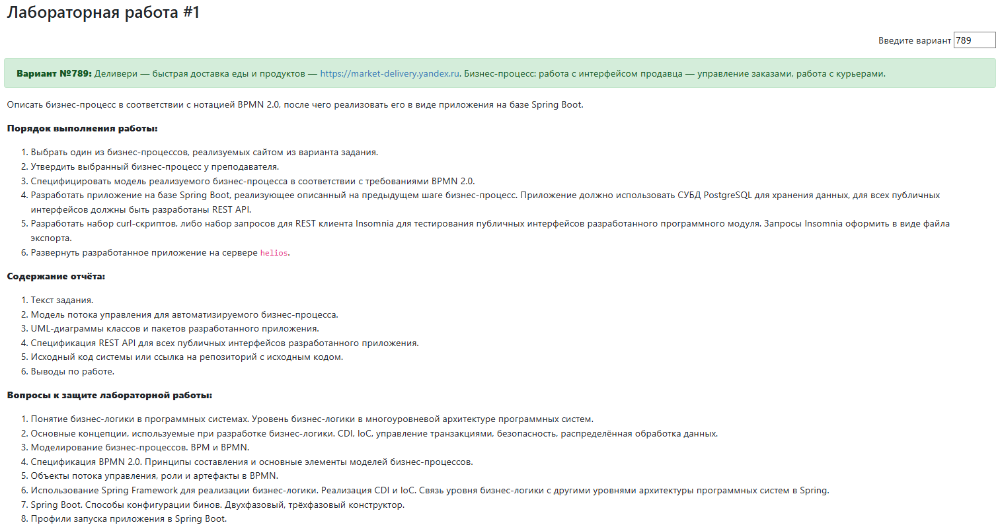 Лабораторная работа #1
Введите вариант 789
Вариант №789: Деливери — быстрая доставка еды и продуктов — https://market-delivery.yandex.ru. Бизнес-процесс: работа с интерфейсом продавца — управление заказами, работа с курьерами.
Описать бизнес-процесс в соответствии с нотацией BPMN 2.0, после чего реализовать его в виде приложения на базе Spring Boot.
Порядок выполнения работы:
1. Выбрать один из бизнес-процессов, реализуемых сайтом из варианта задания.
2. Утвердить выбранный бизнес-процесс у преподавателя.
3. Специфицировать модель реализуемого бизнес-процесса в соответствии с требованиями BPMN 2.0.
4. Разработать приложение на базе Spring Boot, реализующее описанный на предыдущем шаге бизнес-процесс. Приложение должно использовать СУБД PostgreSQL для хранения данных, для всех публичных
интерфейсов должны быть разработаны REST API.
5. Разработать набор curl-скриптов, либо набор запросов для REST клиента Insomnia для тестирования публичных интерфейсов разработанного программного модуля. Запросы Insomnia оформить в виде файла
экспорта.
6. Развернуть разработанное приложение на сервере helios.
Содержание отчёта:
1. Текст задания.
2. Модель потока управления для автоматизируемого бизнес-процесса.
3. UML-диаграммы классов и пакетов разработанного приложения.
4. Спецификация REST API для всех публичных интерфейсов разработанного приложения.
5. Исходный код системы или ссылка на репозиторий с исходным кодом.
6. Выводы по работе.
Вопросы к защите лабораторной работы:
1. Понятие бизнес-логики в программных системах. Уровень бизнес-логики в многоуровневой архитектуре программных систем.
2. Основные концепции, используемые при разработке бизнес-логики. CDI, IoC, управление транзакциями, безопасность, распределённая обработка данных.
3. Моделирование бизнес-процессов. BPM и BPMN.
4. Спецификация BPMN 2.0. Принципы составления и основные элементы моделей бизнес-процессов.
5. Объекты потока управления, роли и артефакты в BPMN.
6. Использование Spring Framework для реализации бизнес-логики. Реализация CDI и IoC. Связь уровня бизнес-логики с другими уровнями архитектуры программных систем в Spring.
7. Spring Boot. Способы конфигурации бинов. Двухфазовый, трёхфазовый конструктор.
8. Профили запуска приложения в Spring Boot.